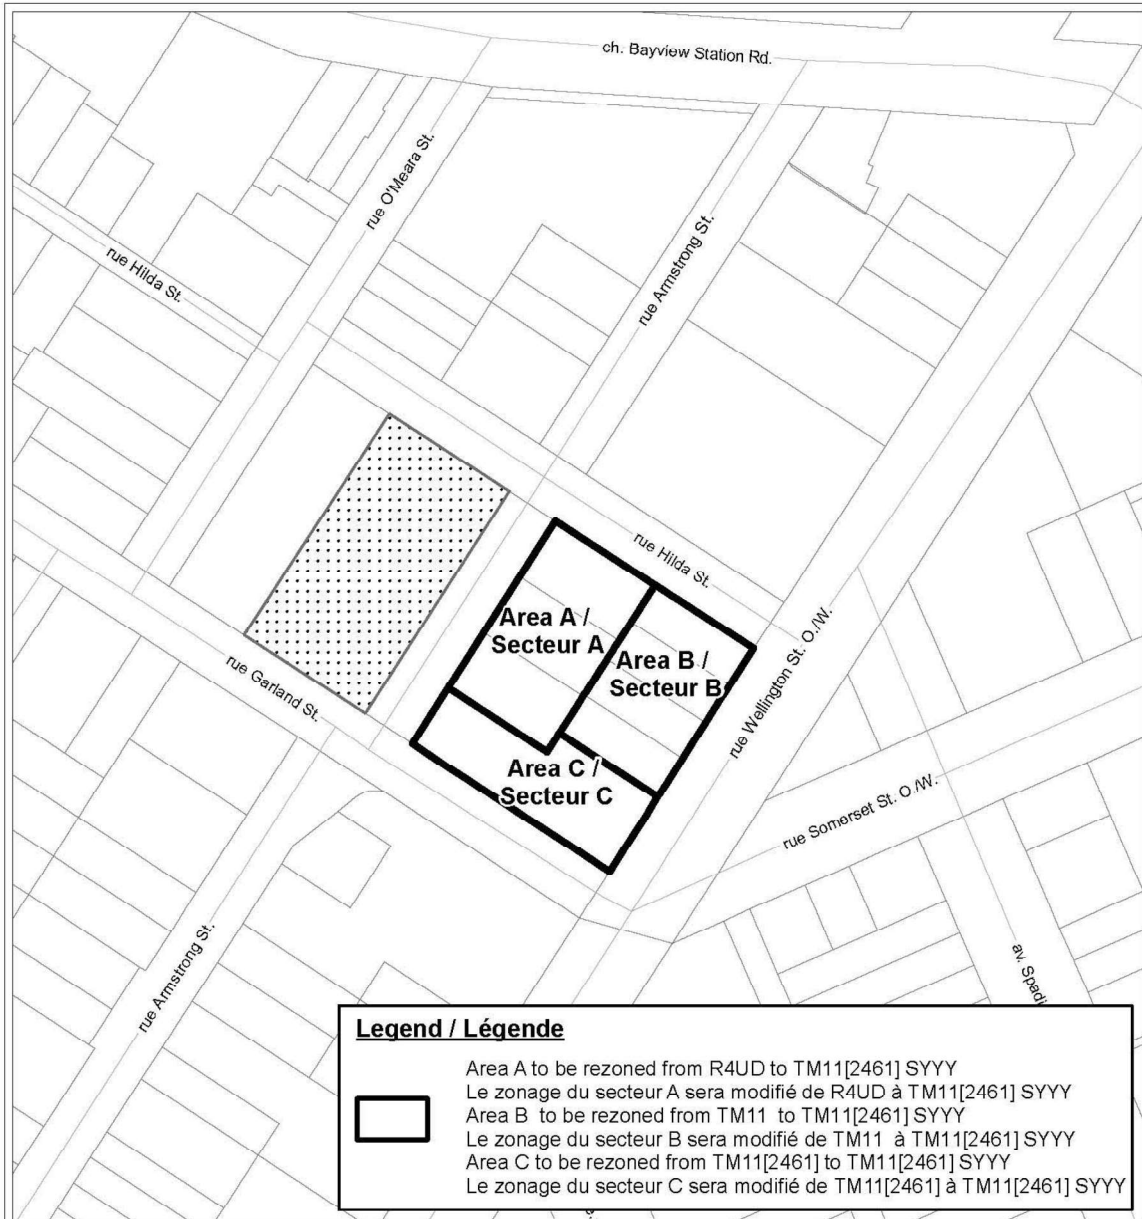 ch. Bayview Station Rd.
rue O'Meara St.
rue Armstrong St.
rue Hilda St.
rue Hilda St.
Area A /
Secteur A
Area B /
Secteur B
rue Wellington St. O./W.
rue Garland St.
Area C /
Secteur C
rue Somerset St. O./W.
rue Armstrong St.
av. Spadi
Legend / Légende
Area A to be rezoned from R4UD to TM11[2461] SYYY
Le zonage du secteur A sera modifié de R4UD à TM11[2461] SYYY
Area B to be rezoned from TM11 to TM11[2461] SYYY
Le zonage du secteur B sera modifié de TM11 à TM11[2461] SYYY
Area C to be rezoned from TM11[2461] to TM11[2461] SYYY
Le zonage du secteur C sera modifié de TM11[2461] à TM11[2461] SYYY